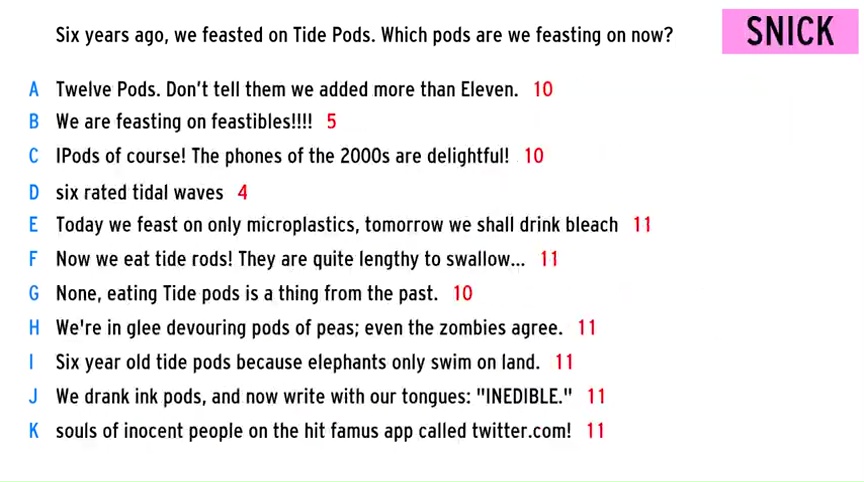 Six years ago, we feasted on Tide Pods. Which pods are we feasting on now?
SNICK
A Twelve Pods. Don't tell them we added more than Eleven. 10
B We are feasting on feastibles!!!! 5
C IPods of course! The phones of the 2000s are delightful! 10
D six rated tidal waves 4
E Today we feast on only microplastics, tomorrow we shall drink bleach 11
F Now we eat tide rods! They are quite lengthy to swallow... 11
G None, eating Tide pods is a thing from the past. 10
H We're in glee devouring pods of peas; even the zombies agree. 11
I Six year old tide pods because elephants only swim on land. 11
J We drank ink pods, and now write with our tongues: "INEDIBLE." 11
K souls of inocent people on the hit famus app called twitter.com! 11